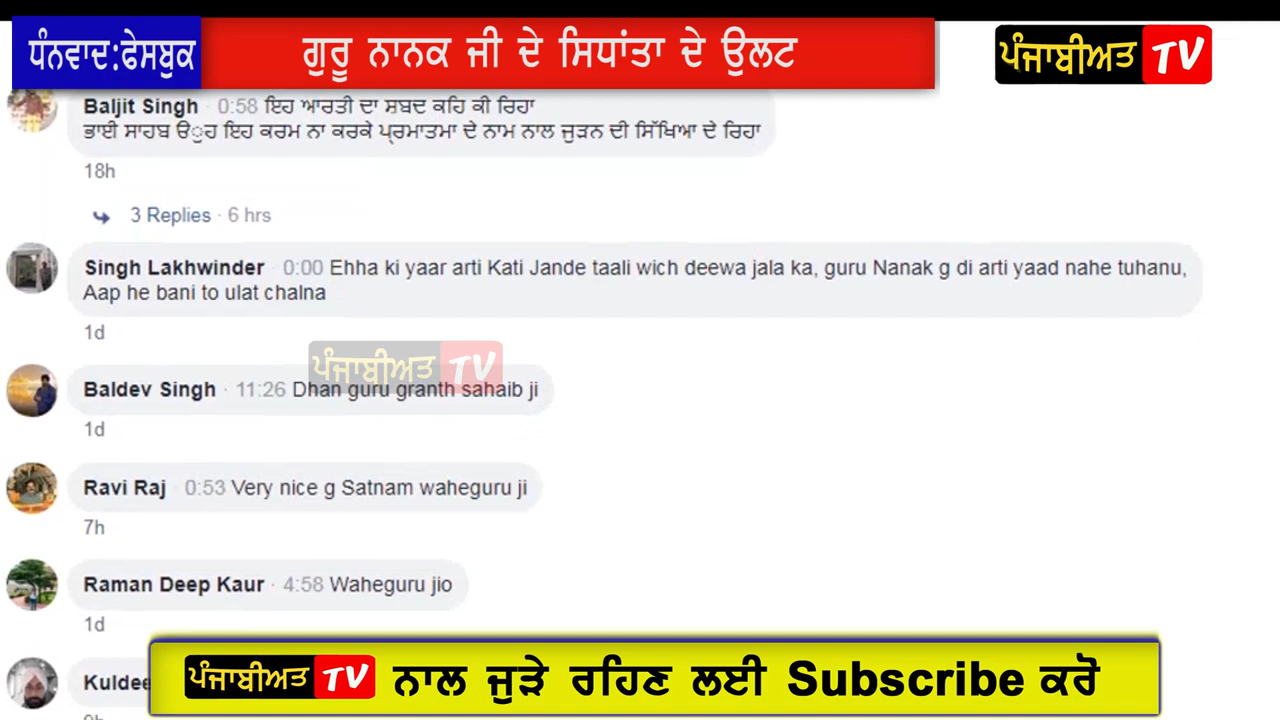 ਧੰਨਵਾਦ:ਫੇਸਬੁਕ
ਗੁਰੂ ਨਾਨਕ ਜੀ ਦੇ ਸਿਧਾਂਤਾ ਦੇ ਉਲਟ
ਪੰਜਾਬੀਅਤ TV
Baljit Singh · 0:58 ਇਹ ਆਰਤੀ ਦਾ ਸਬਦ ਕਹਿ ਕੀ ਰਿਹਾ
ਭਾਈ ਸਾਹਬ ੳੁਹ ਇਹ ਕਰਮ ਨਾ ਕਰਕੇ ਪ੍ਰਮਾਤਮਾ ਦੇ ਨਾਮ ਨਾਲ ਜੁੜਨ ਦੀ ਸਿੱਖਿਆ ਦੇ ਰਿਹਾ
18h
3 Replies · 6 hrs
Singh Lakhwinder · 0:00 Ehha ki yaar arti Kati Jande taali wich deewa jala ka, guru Nanak g di arti yaad nahe tuhanu,
Aap he bani to ulat chalna
1d
ਪੰਜਾਬੀਅਤ TV
Baldev Singh · 11:26 Dhan guru granth sahaib ji
1d
Ravi Raj · 0:53 Very nice g Satnam waheguru ji
7h
Raman Deep Kaur · 4:58 Waheguru jio
1d
Kuldee
ਪੰਜਾਬੀਅਤ TV ਨਾਲ ਜੁੜੇ ਰਹਿਣ ਲਈ Subscribe ਕਰੋ